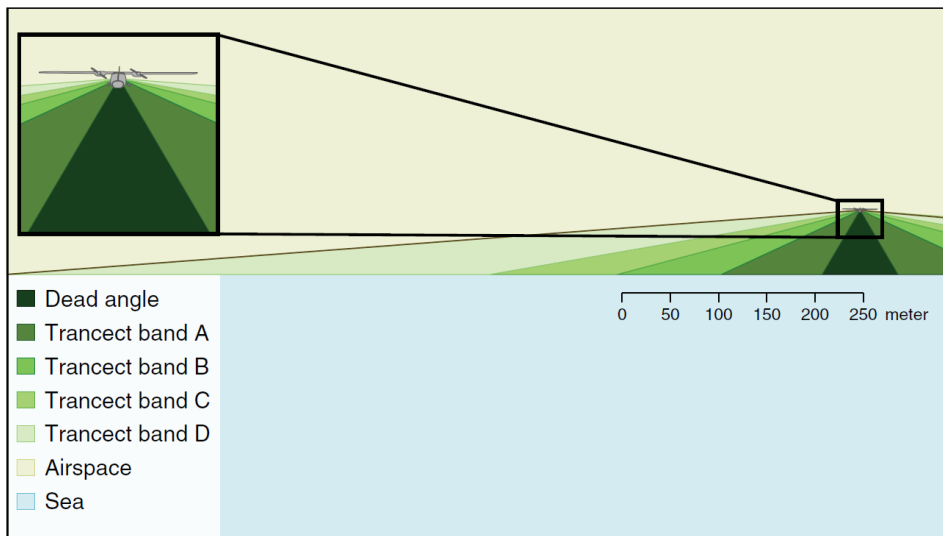 Dead angle
Trancect band A
Trancect band B
Trancect band C
Trancect band D
Airspace
Sea
0 50 100 150 200 250 meter